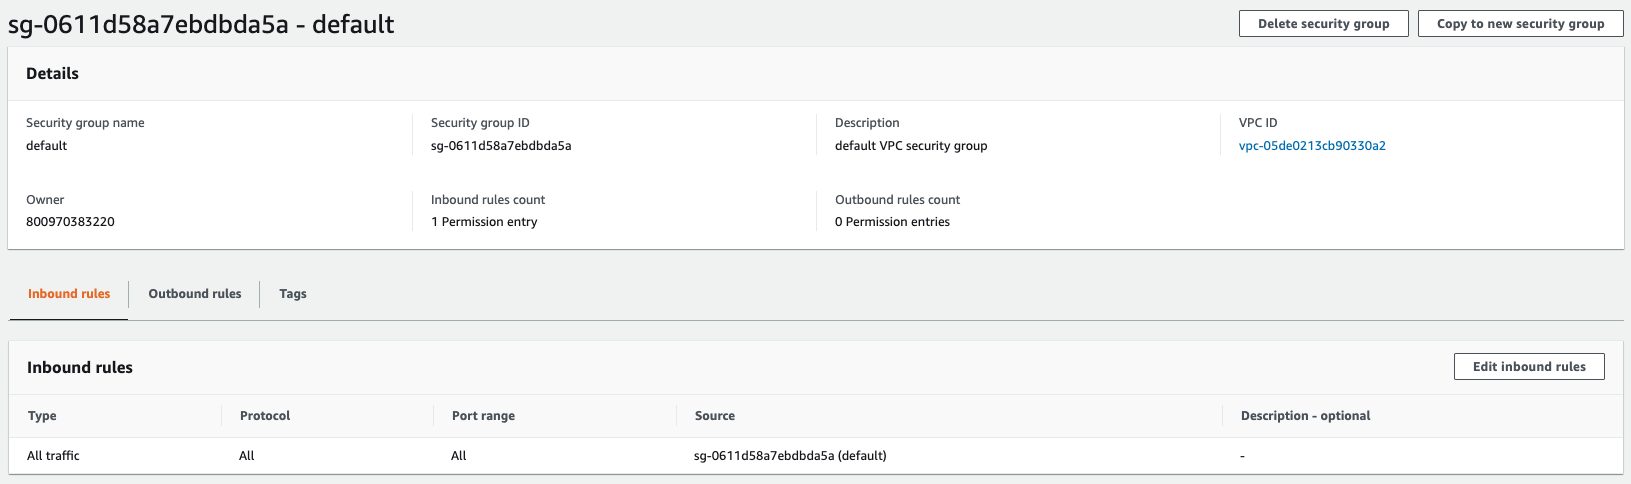 sg-0611d58a7ebdbda5a - default
Delete security group
Copy to new security group
Details
Security group name
Security group ID
Description
VPC ID
default
sg-0611d58a7ebdbda5a
default VPC security group
vpc-05de0213cb90330a2
Owner
Inbound rules count
Outbound rules count
800970383220
1 Permission entry
0 Permission entries
Inbound rules
Outbound rules
Tags
Inbound rules
Edit inbound rules
Type
Protocol
Port range
Source
Description - optional
All traffic
All
All
sg-0611d58a7ebdbda5a (default)
-